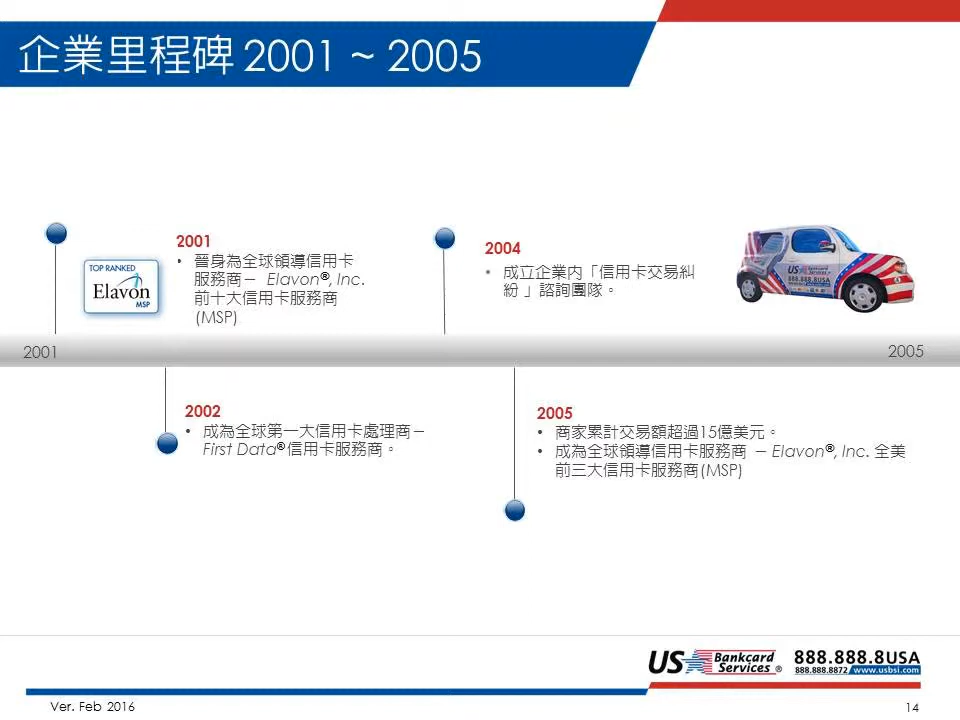 企業里程碑 2001 ~ 2005
2001
• 晉身為全球領導信用卡
服務商－ Elavon®, Inc.
前十大信用卡服務商
(MSP)
TOP RANKED
Elavon
MSP
2004
• 成立企業內「信用卡交易糾
紛 」諮詢團隊。
US Bankcard
Services
888.888.8USA
2001
2005
2002
• 成為全球第一大信用卡處理商－
First Data®信用卡服務商。
2005
• 商家累計交易額超過15億美元。
• 成為全球領導信用卡服務商 － Elavon®, Inc. 全美
前三大信用卡服務商(MSP)
US Bankcard
Services ®
888.888.8USA
888.888.8872 www.usbsi.com
Ver. Feb 2016
14